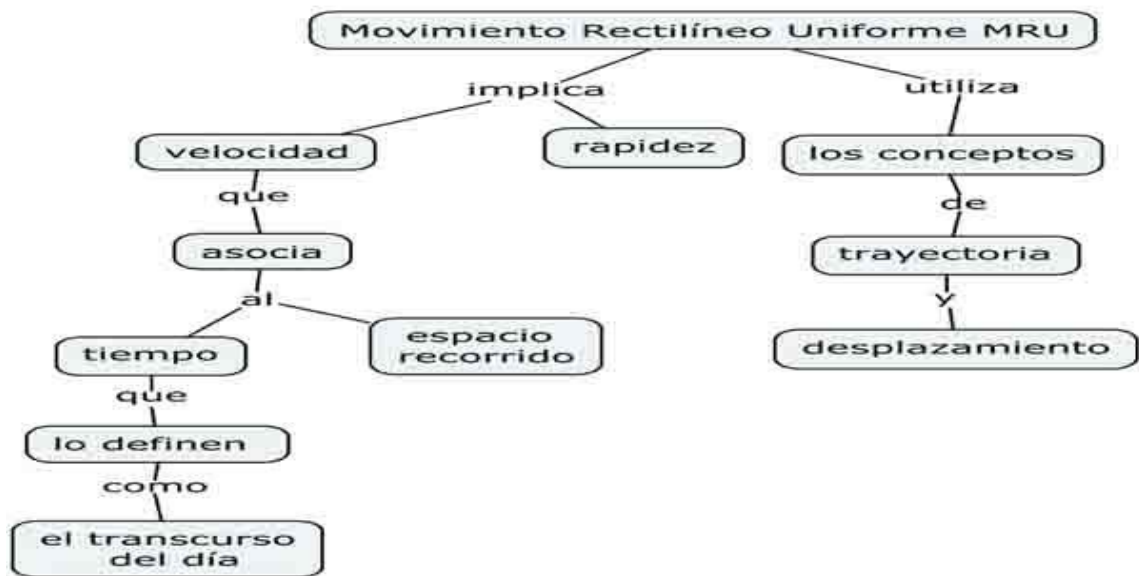 Movimiento Rectilíneo Uniforme MRU
implica
utiliza
velocidad
rapidez
los conceptos
que
de
asocia
trayectoria
al
y
tiempo
espacio
recorrido
desplazamiento
que
lo definen
como
el transcurso
del día